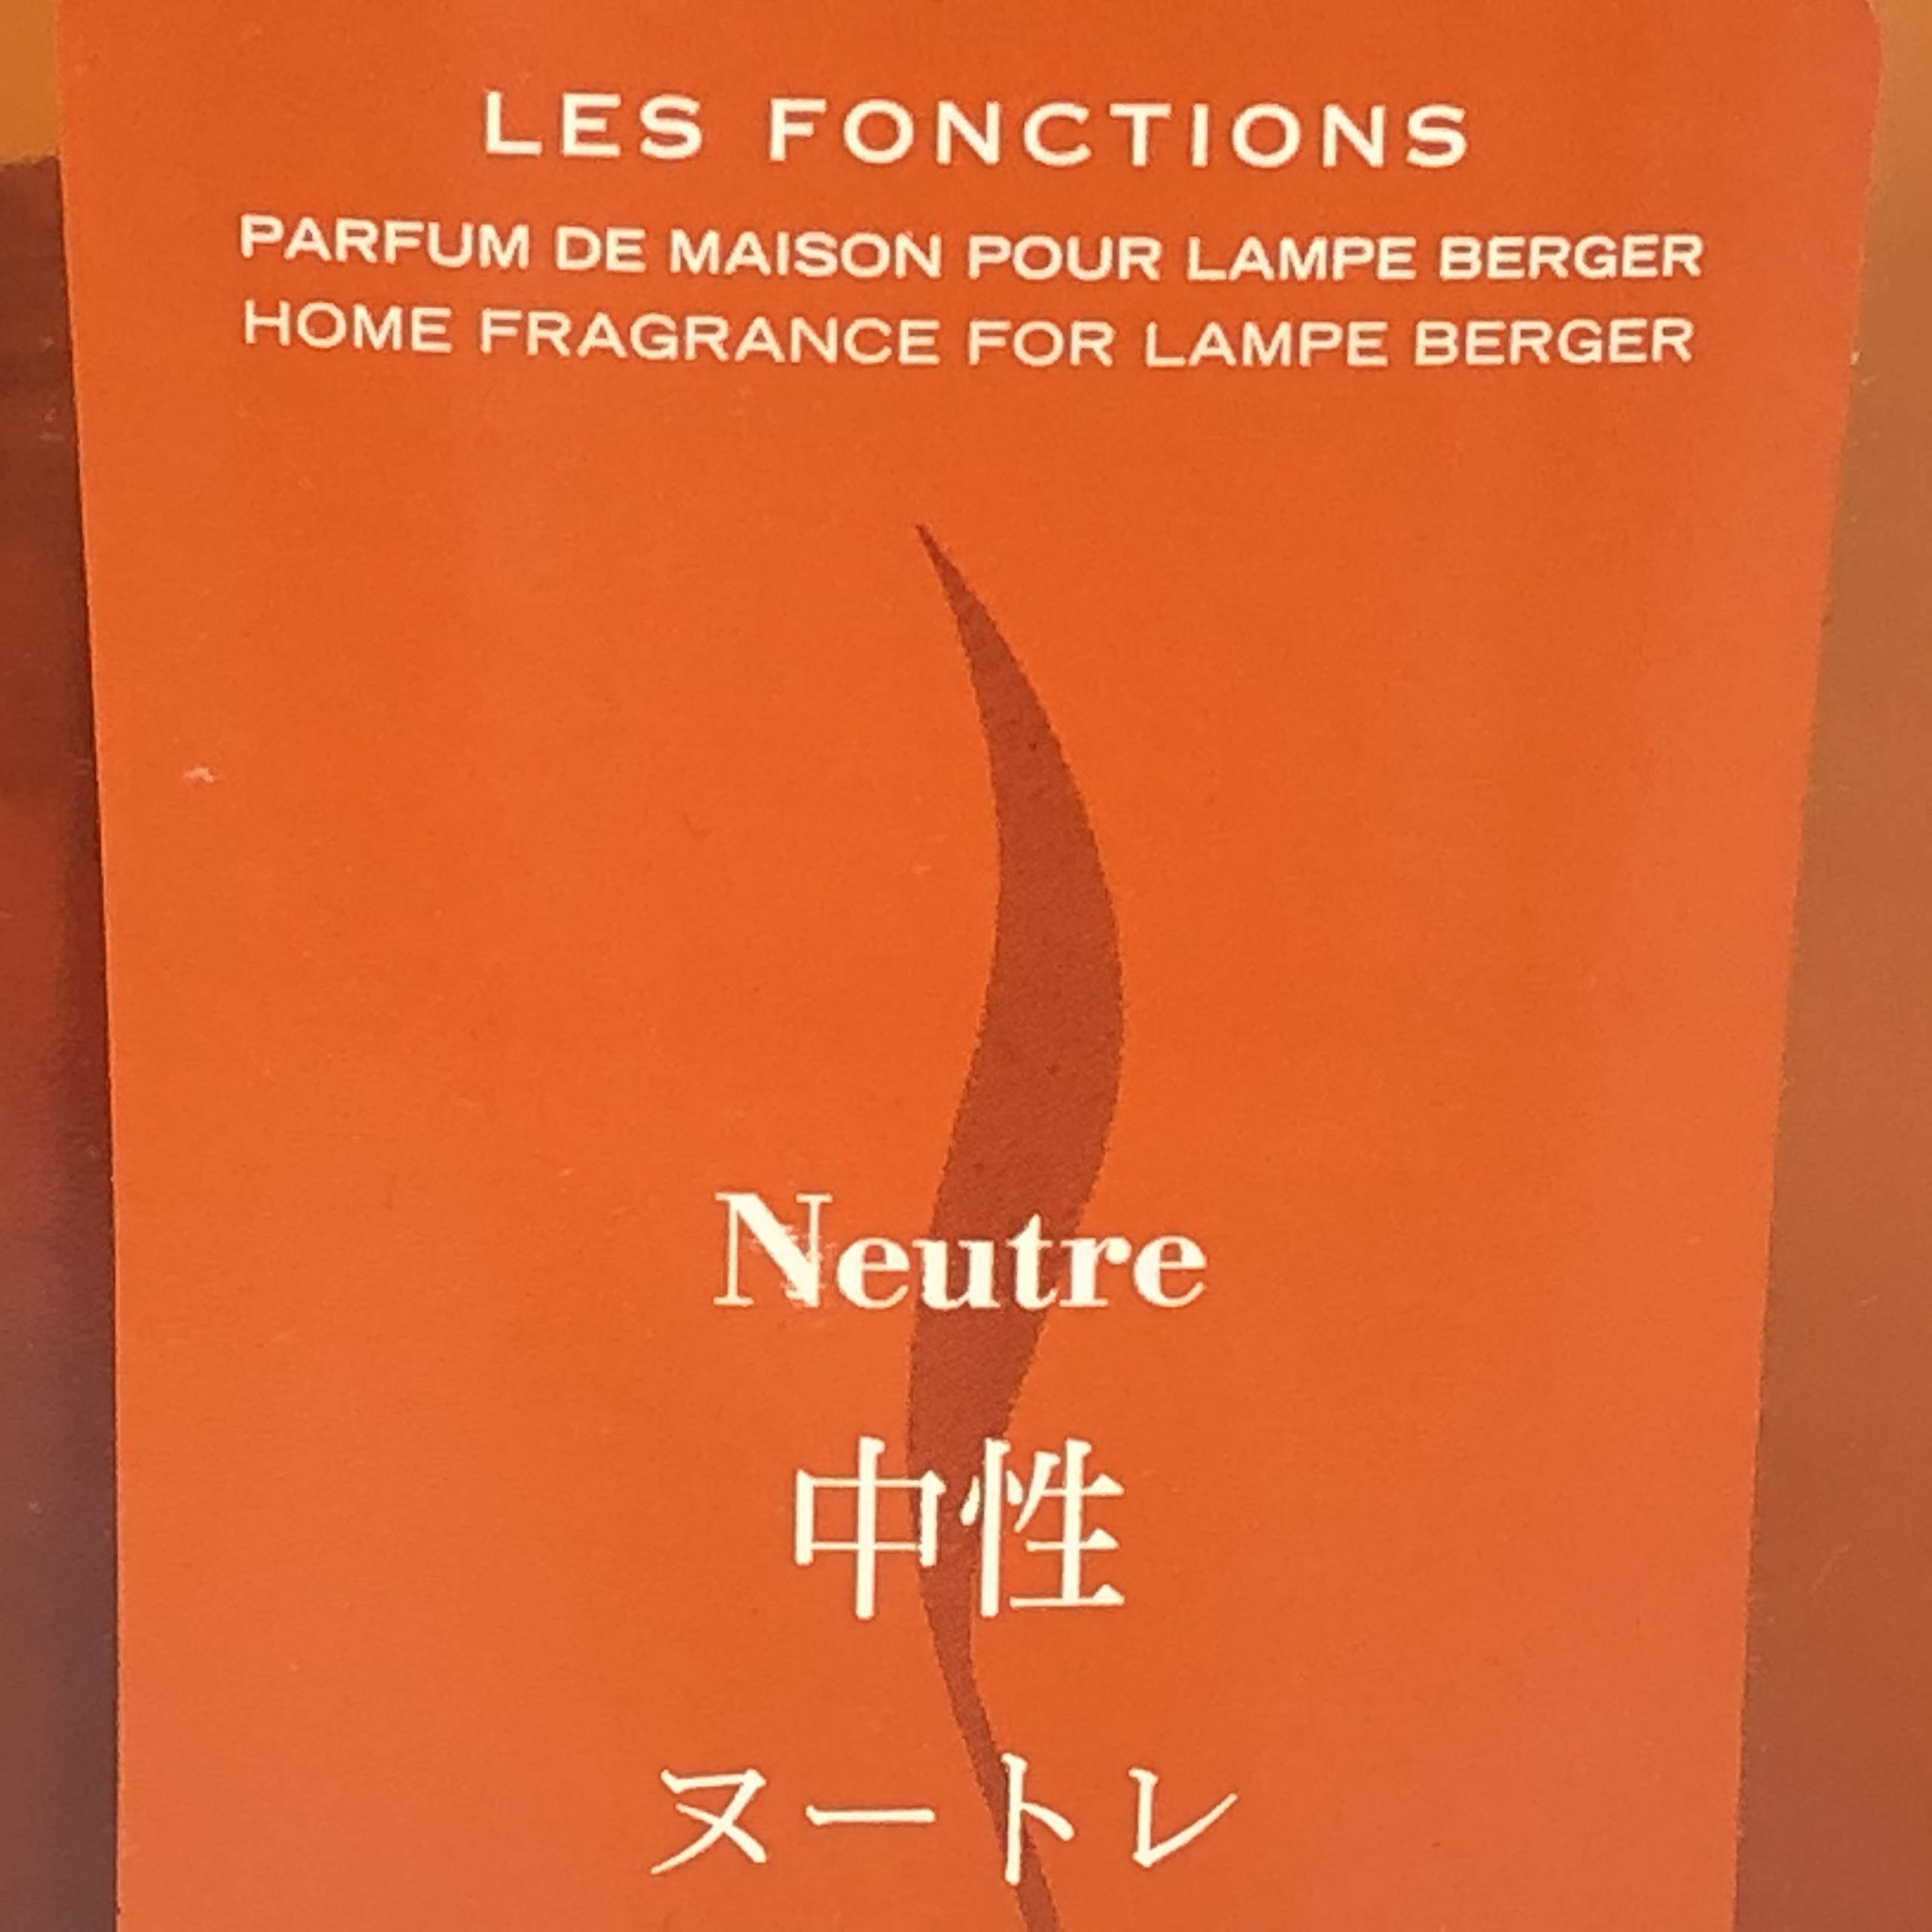 LES FONCTIONS
PARFUM DE MAISON POUR LAMPE BERGER
HOME FRAGRANCE FOR LAMPE BERGER
Neutre
中性
ヌートレ